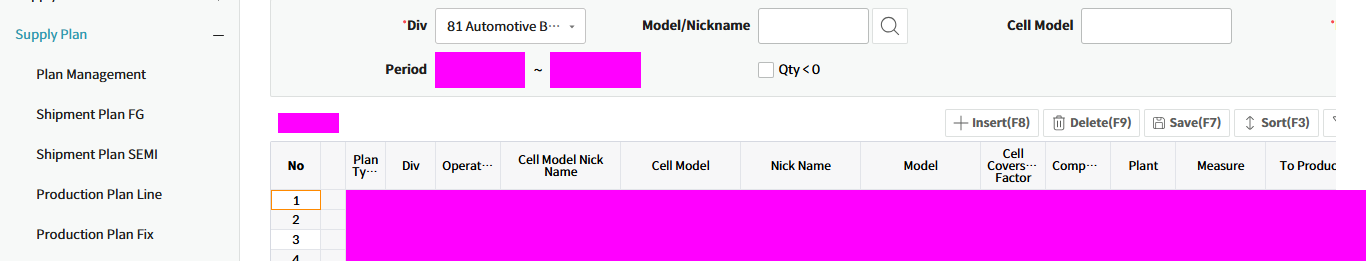 Supply Plan
Plan Management
Shipment Plan FG
Shipment Plan SEMI
Production Plan Line
Production Plan Fix
*Div 81 Automotive B··· Model/Nickname Cell Model *
Period ~ Qty < 0
Insert(F8) Delete(F9) Save(F7) Sort(F3)
No Plan Ty··· Div Operat··· Cell Model Nick Name Cell Model Nick Name Model Cell Covers··· Factor Comp··· Plant Measure To Produc
1
2
3
4